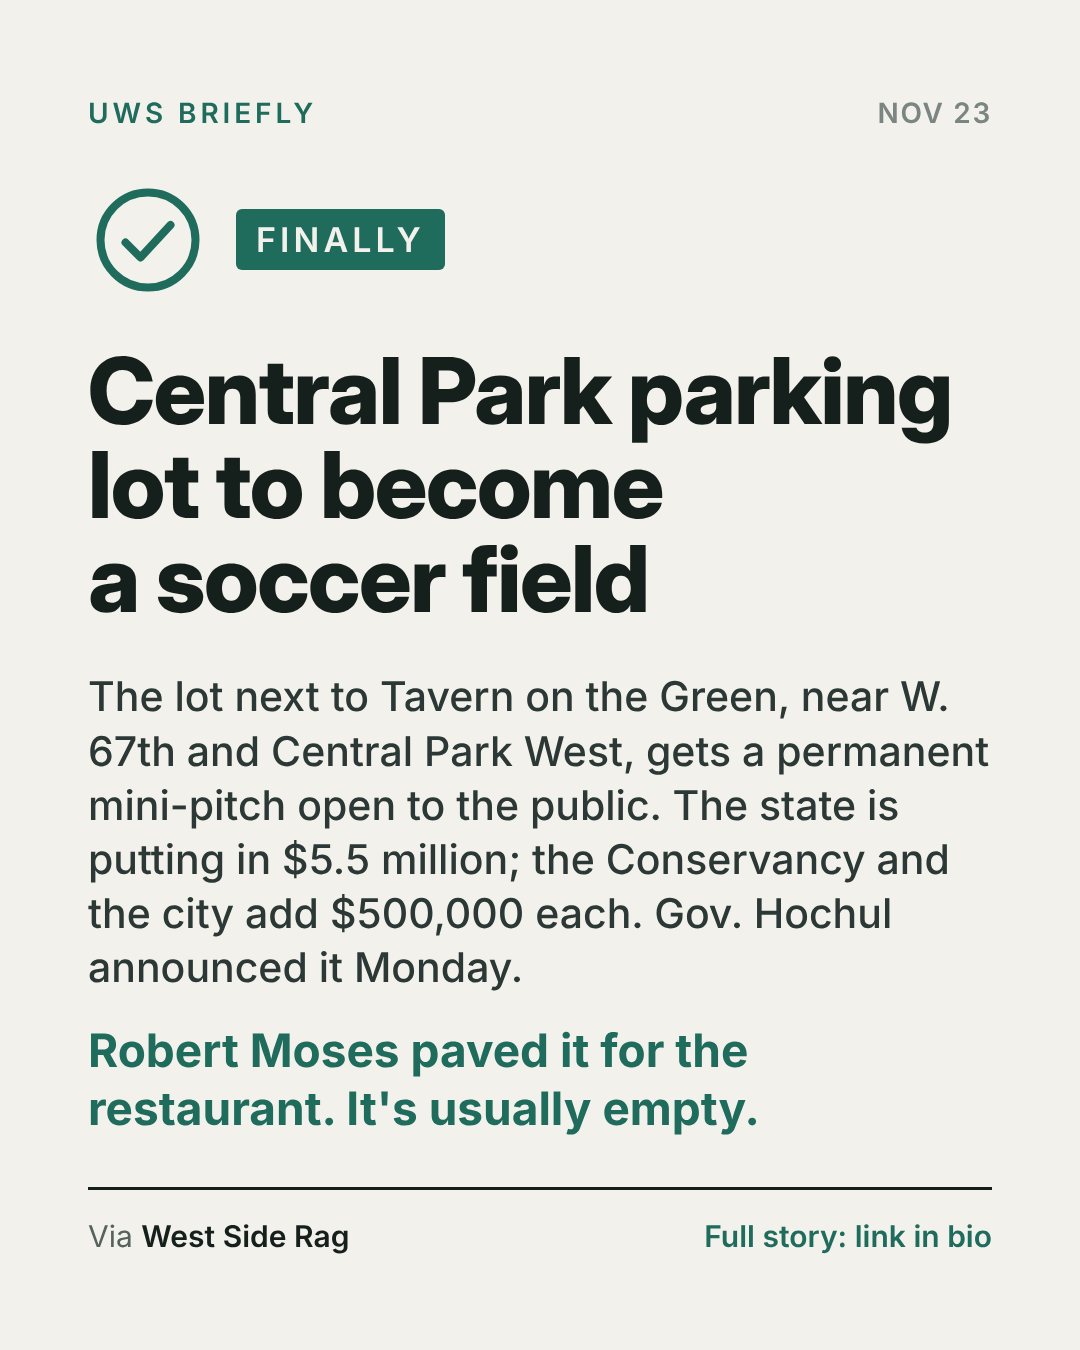 UWS BRIEFLY
NOV 23
FINALLY
Central Park parking
lot to become
a soccer field
The lot next to Tavern on the Green, near W.
67th and Central Park West, gets a permanent
mini-pitch open to the public. The state is
putting in $5.5 million; the Conservancy and
the city add $500,000 each. Gov. Hochul
announced it Monday.
Robert Moses paved it for the
restaurant. It's usually empty.
Via West Side Rag
Full story: link in bio